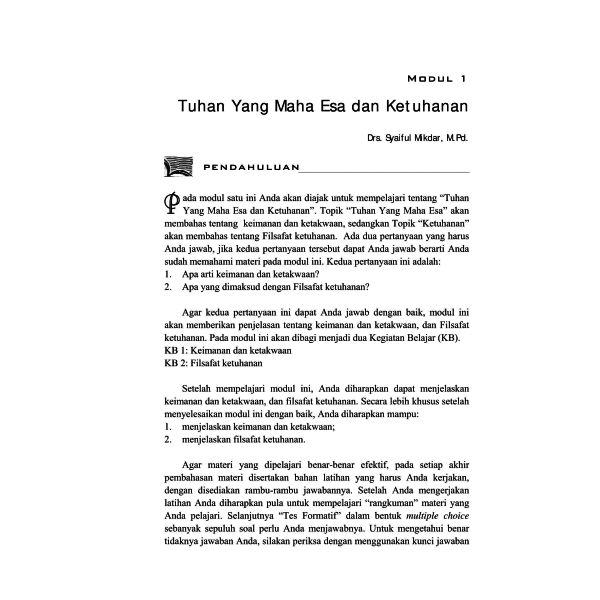 MODUL 1
Tuhan Yang Maha Esa dan Ketuhanan
Drs. Syaiful Mikdar, M.Pd.
PENDAHULUAN
Pada modul satu ini Anda akan diajak untuk mempelajari tentang “Tuhan
Yang Maha Esa dan Ketuhanan”. Topik “Tuhan Yang Maha Esa” akan
membahas tentang keimanan dan ketakwaan, sedangkan Topik “Ketuhanan”
akan membahas tentang Filsafat ketuhanan. Ada dua pertanyaan yang harus
Anda jawab, jika kedua pertanyaan tersebut dapat Anda jawab berarti Anda
sudah memahami materi pada modul ini. Kedua pertanyaan ini adalah:
1. Apa arti keimanan dan ketakwaan?
2. Apa yang dimaksud dengan Filsafat ketuhanan?
Agar kedua pertanyaan ini dapat Anda jawab dengan baik, modul ini
akan memberikan penjelasan tentang keimanan dan ketakwaan, dan Filsafat
ketuhanan. Pada modul ini akan dibagi menjadi dua Kegiatan Belajar (KB).
KB 1: Keimanan dan ketakwaan
KB 2: Filsafat ketuhanan
Setelah mempelajari modul ini, Anda diharapkan dapat menjelaskan
keimanan dan ketakwaan, dan filsafat ketuhanan. Secara lebih khusus setelah
menyelesaikan modul ini dengan baik, Anda diharapkan mampu:
1. menjelaskan keimanan dan ketakwaan;
2. menjelaskan filsafat ketuhanan.
Agar materi yang dipelajari benar-benar efektif, pada setiap akhir
pembahasan materi disertakan bahan latihan yang harus Anda kerjakan,
dengan disediakan rambu-rambu jawabannya. Setelah Anda mengerjakan
latihan Anda diharapkan pula untuk mempelajari “rangkuman” materi yang
Anda pelajari. Selanjutnya “Tes Formatif” dalam bentuk multiple choice
sebanyak sepuluh soal perlu Anda menjawabnya. Untuk mengetahui benar
tidaknya jawaban Anda, silakan periksa dengan menggunakan kunci jawaban